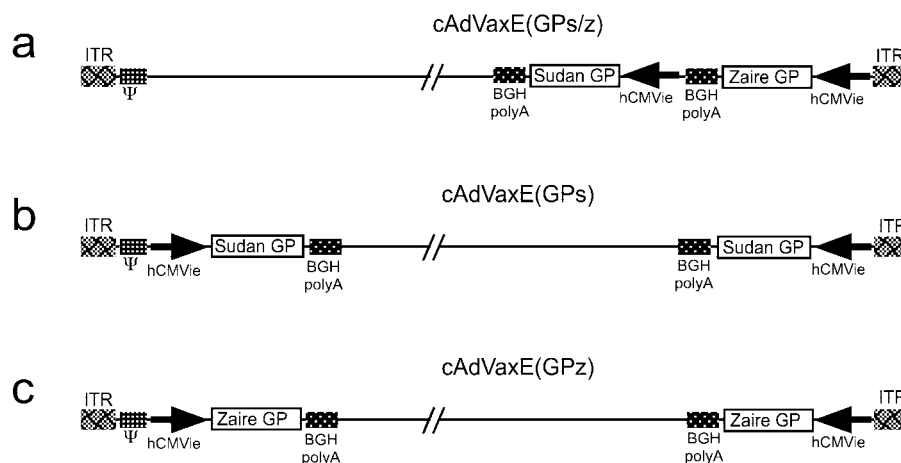 cAdVaxE(GPs/z)
a
ITR
Ψ
BGH
polyA
Sudan GP
hCMVie
BGH
polyA
Zaire GP
hCMVie
ITR
cAdVaxE(GPs)
b
ITR
Ψ
hCMVie
Sudan GP
BGH
polyA
BGH
polyA
Sudan GP
hCMVie
ITR
cAdVaxE(GPz)
c
ITR
Ψ
hCMVie
Zaire GP
BGH
polyA
BGH
polyA
Zaire GP
hCMVie
ITR